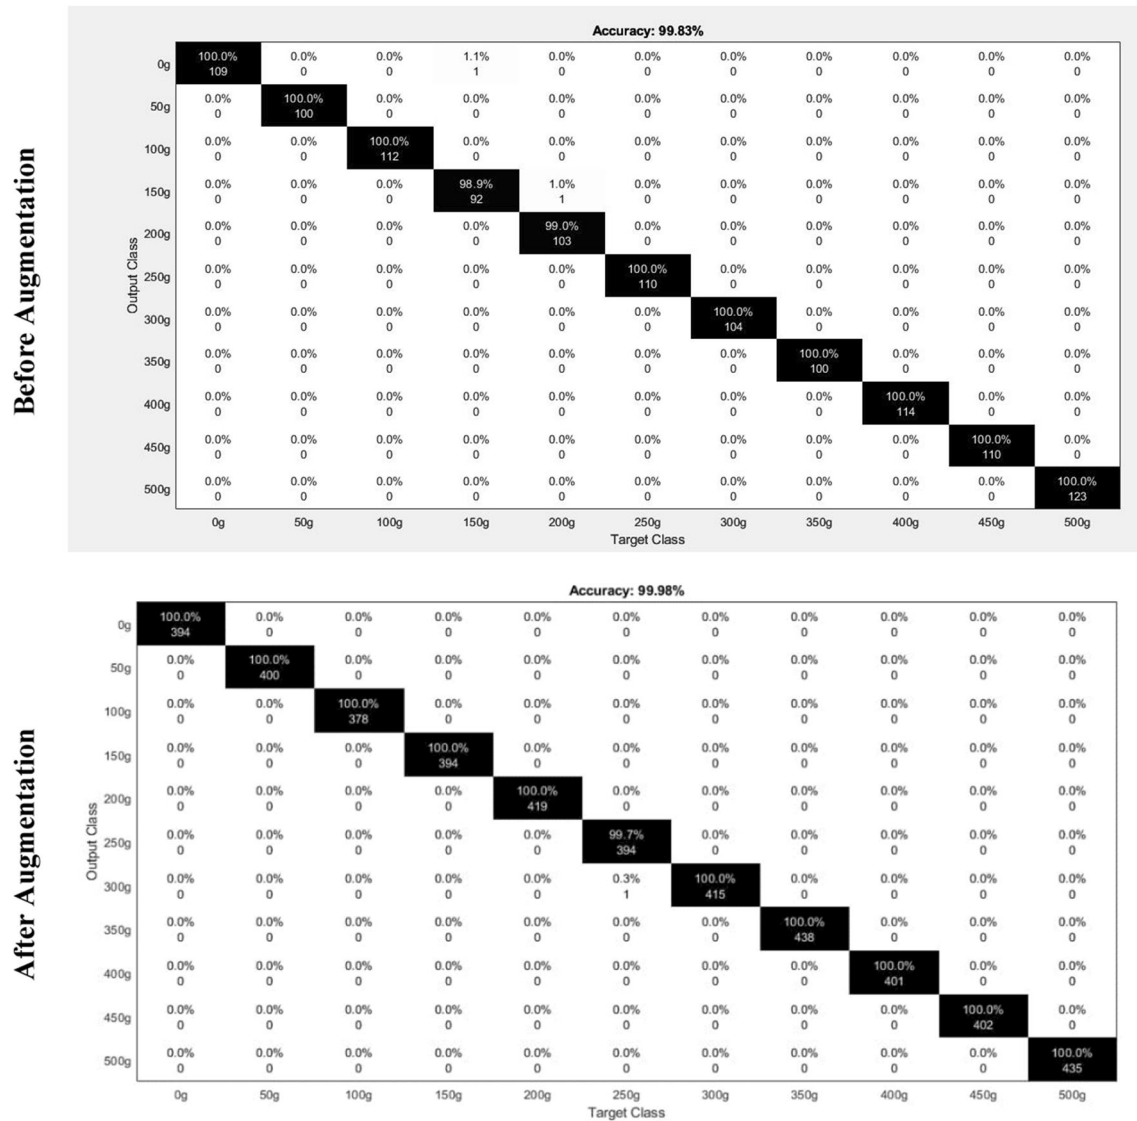 Before Augmentation
Accuracy: 99.83%
Output Class
0g 100.0% 0.0% 0.0% 1.1% 0.0% 0.0% 0.0% 0.0% 0.0% 0.0% 0.0%
109 0 0 1 0 0 0 0 0 0 0
50g 0.0% 100.0% 0.0% 0.0% 0.0% 0.0% 0.0% 0.0% 0.0% 0.0% 0.0%
0 100 0 0 0 0 0 0 0 0 0
100g 0.0% 0.0% 100.0% 0.0% 0.0% 0.0% 0.0% 0.0% 0.0% 0.0% 0.0%
0 0 112 0 0 0 0 0 0 0 0
150g 0.0% 0.0% 0.0% 98.9% 1.0% 0.0% 0.0% 0.0% 0.0% 0.0% 0.0%
0 0 0 92 1 0 0 0 0 0 0
200g 0.0% 0.0% 0.0% 0.0% 99.0% 0.0% 0.0% 0.0% 0.0% 0.0% 0.0%
0 0 0 0 103 0 0 0 0 0 0
250g 0.0% 0.0% 0.0% 0.0% 0.0% 100.0% 0.0% 0.0% 0.0% 0.0% 0.0%
0 0 0 0 0 110 0 0 0 0 0
300g 0.0% 0.0% 0.0% 0.0% 0.0% 0.0% 100.0% 0.0% 0.0% 0.0% 0.0%
0 0 0 0 0 0 104 0 0 0 0
350g 0.0% 0.0% 0.0% 0.0% 0.0% 0.0% 0.0% 100.0% 0.0% 0.0% 0.0%
0 0 0 0 0 0 0 100 0 0 0
400g 0.0% 0.0% 0.0% 0.0% 0.0% 0.0% 0.0% 0.0% 100.0% 0.0% 0.0%
0 0 0 0 0 0 0 0 114 0 0
450g 0.0% 0.0% 0.0% 0.0% 0.0% 0.0% 0.0% 0.0% 0.0% 100.0% 0.0%
0 0 0 0 0 0 0 0 0 110 0
500g 0.0% 0.0% 0.0% 0.0% 0.0% 0.0% 0.0% 0.0% 0.0% 0.0% 100.0%
0 0 0 0 0 0 0 0 0 0 123
0g 50g 100g 150g 200g 250g 300g 350g 400g 450g 500g
Target Class
After Augmentation
Accuracy: 99.98%
Output Class
0g 100.0% 0.0% 0.0% 0.0% 0.0% 0.0% 0.0% 0.0% 0.0% 0.0% 0.0%
394 0 0 0 0 0 0 0 0 0 0
50g 0.0% 100.0% 0.0% 0.0% 0.0% 0.0% 0.0% 0.0% 0.0% 0.0% 0.0%
0 400 0 0 0 0 0 0 0 0 0
100g 0.0% 0.0% 100.0% 0.0% 0.0% 0.0% 0.0% 0.0% 0.0% 0.0% 0.0%
0 0 378 0 0 0 0 0 0 0 0
150g 0.0% 0.0% 0.0% 100.0% 0.0% 0.0% 0.0% 0.0% 0.0% 0.0% 0.0%
0 0 0 394 0 0 0 0 0 0 0
200g 0.0% 0.0% 0.0% 0.0% 100.0% 0.0% 0.0% 0.0% 0.0% 0.0% 0.0%
0 0 0 0 419 0 0 0 0 0 0
250g 0.0% 0.0% 0.0% 0.0% 0.0% 99.7% 0.0% 0.0% 0.0% 0.0% 0.0%
0 0 0 0 0 394 0 0 0 0 0
300g 0.0% 0.0% 0.0% 0.0% 0.0% 0.3% 100.0% 0.0% 0.0% 0.0% 0.0%
0 0 0 0 0 1 415 0 0 0 0
350g 0.0% 0.0% 0.0% 0.0% 0.0% 0.0% 0.0% 100.0% 0.0% 0.0% 0.0%
0 0 0 0 0 0 0 438 0 0 0
400g 0.0% 0.0% 0.0% 0.0% 0.0% 0.0% 0.0% 0.0% 100.0% 0.0% 0.0%
0 0 0 0 0 0 0 0 401 0 0
450g 0.0% 0.0% 0.0% 0.0% 0.0% 0.0% 0.0% 0.0% 0.0% 100.0% 0.0%
0 0 0 0 0 0 0 0 0 402 0
500g 0.0% 0.0% 0.0% 0.0% 0.0% 0.0% 0.0% 0.0% 0.0% 0.0% 100.0%
0 0 0 0 0 0 0 0 0 0 435
0g 50g 100g 150g 200g 250g 300g 350g 400g 450g 500g
Target Class